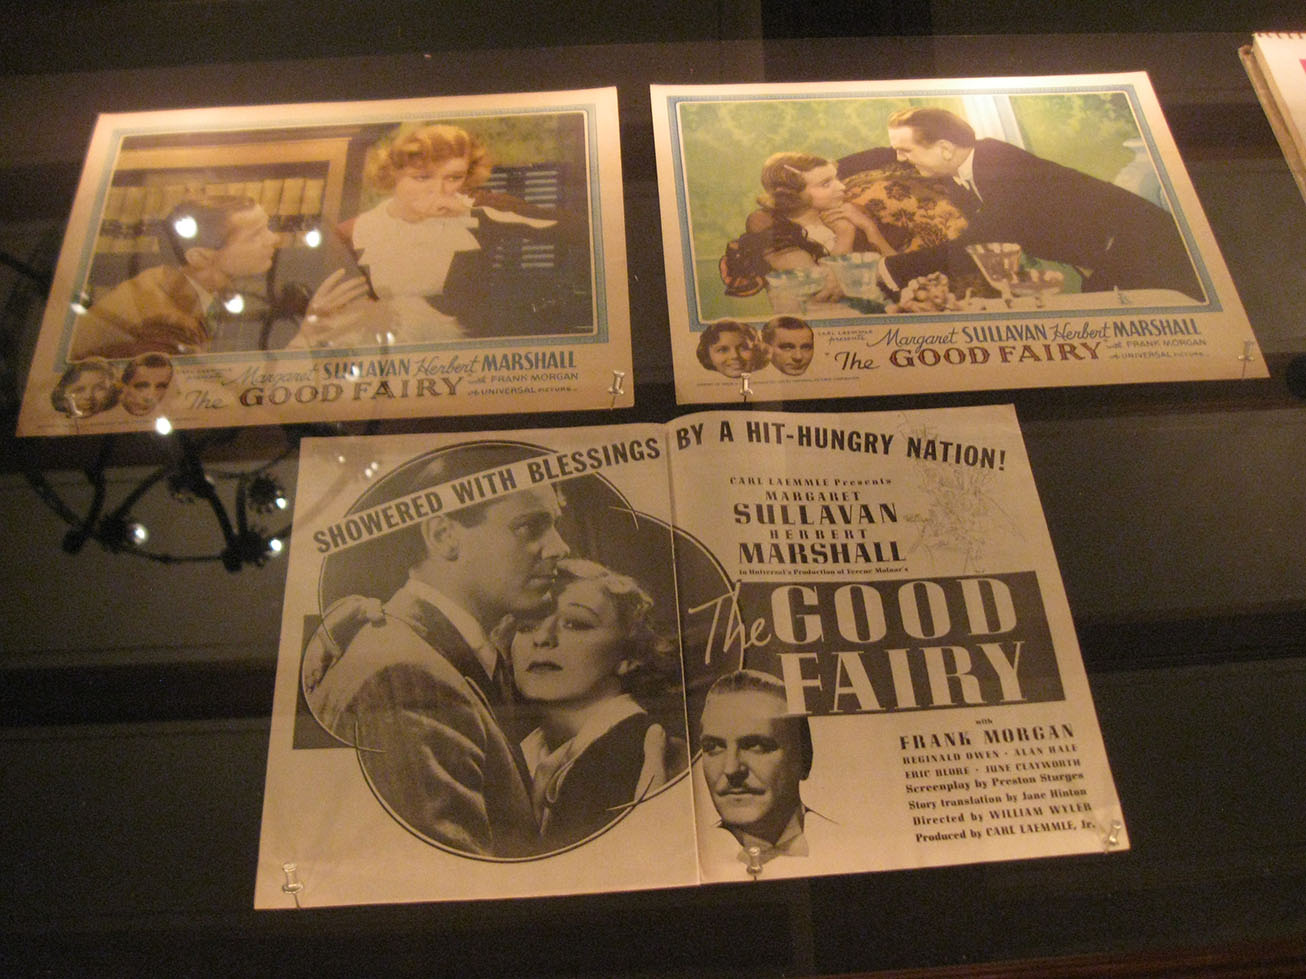 CARL LAEMMLE
presents
Margaret SULLAVAN Herbert MARSHALL
"The GOOD FAIRY with FRANK MORGAN
A UNIVERSAL PICTURE
CARL LAEMMLE
presents
Margaret SULLAVAN Herbert MARSHALL
"The GOOD FAIRY"
A UNIVERSAL PICTURE
SHOWERED WITH BLESSINGS BY A HIT-HUNGRY NATION!
CARL LAEMMLE Presents
MARGARET
SULLAVAN
HERBERT
MARSHALL
in Universal's Production of Ferenc Molnar's
The GOOD
FAIRY
with
FRANK MORGAN
REGINALD OWEN · ALAN HALE
ERIC BLORE · JUNE CLAYWORTH
Screenplay by Preston Sturges
Story translation by Jane Hinton
Directed by WILLIAM WYLER
Produced by CARL LAEMMLE, Jr.